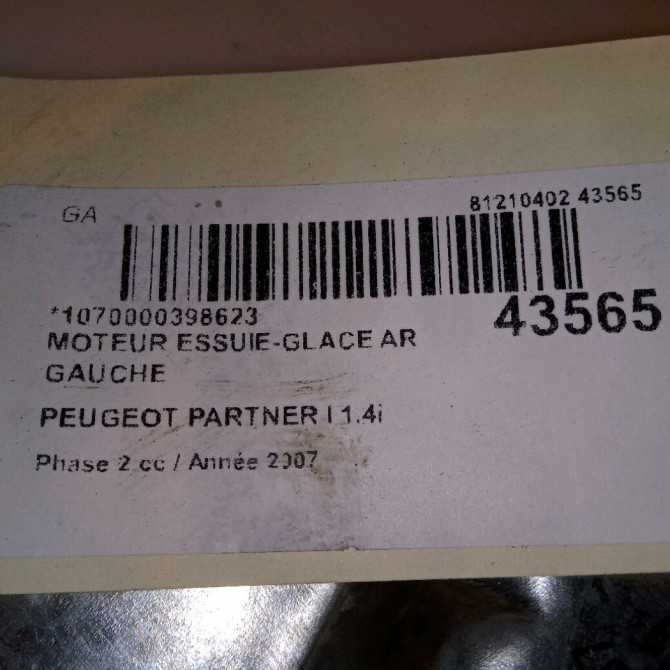 GA
81210402 43565
*1070000398623
43565
MOTEUR ESSUIE-GLACE AR
GAUCHE
PEUGEOT PARTNER I 1.4i
Phase 2 cc / Année 2007